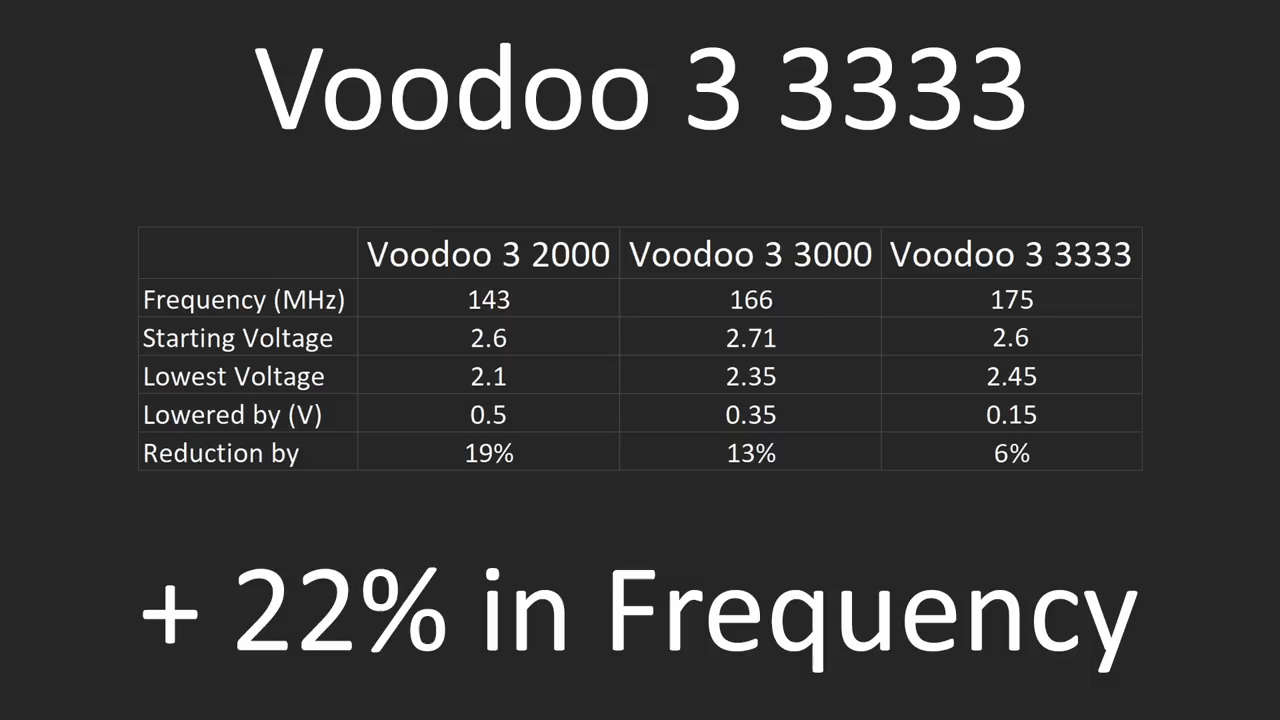 Voodoo 3 3333
Voodoo 3 2000 Voodoo 3 3000 Voodoo 3 3333
Frequency (MHz) 143 166 175
Starting Voltage 2.6 2.71 2.6
Lowest Voltage 2.1 2.35 2.45
Lowered by (V) 0.5 0.35 0.15
Reduction by 19% 13% 6%
+ 22% in Frequency